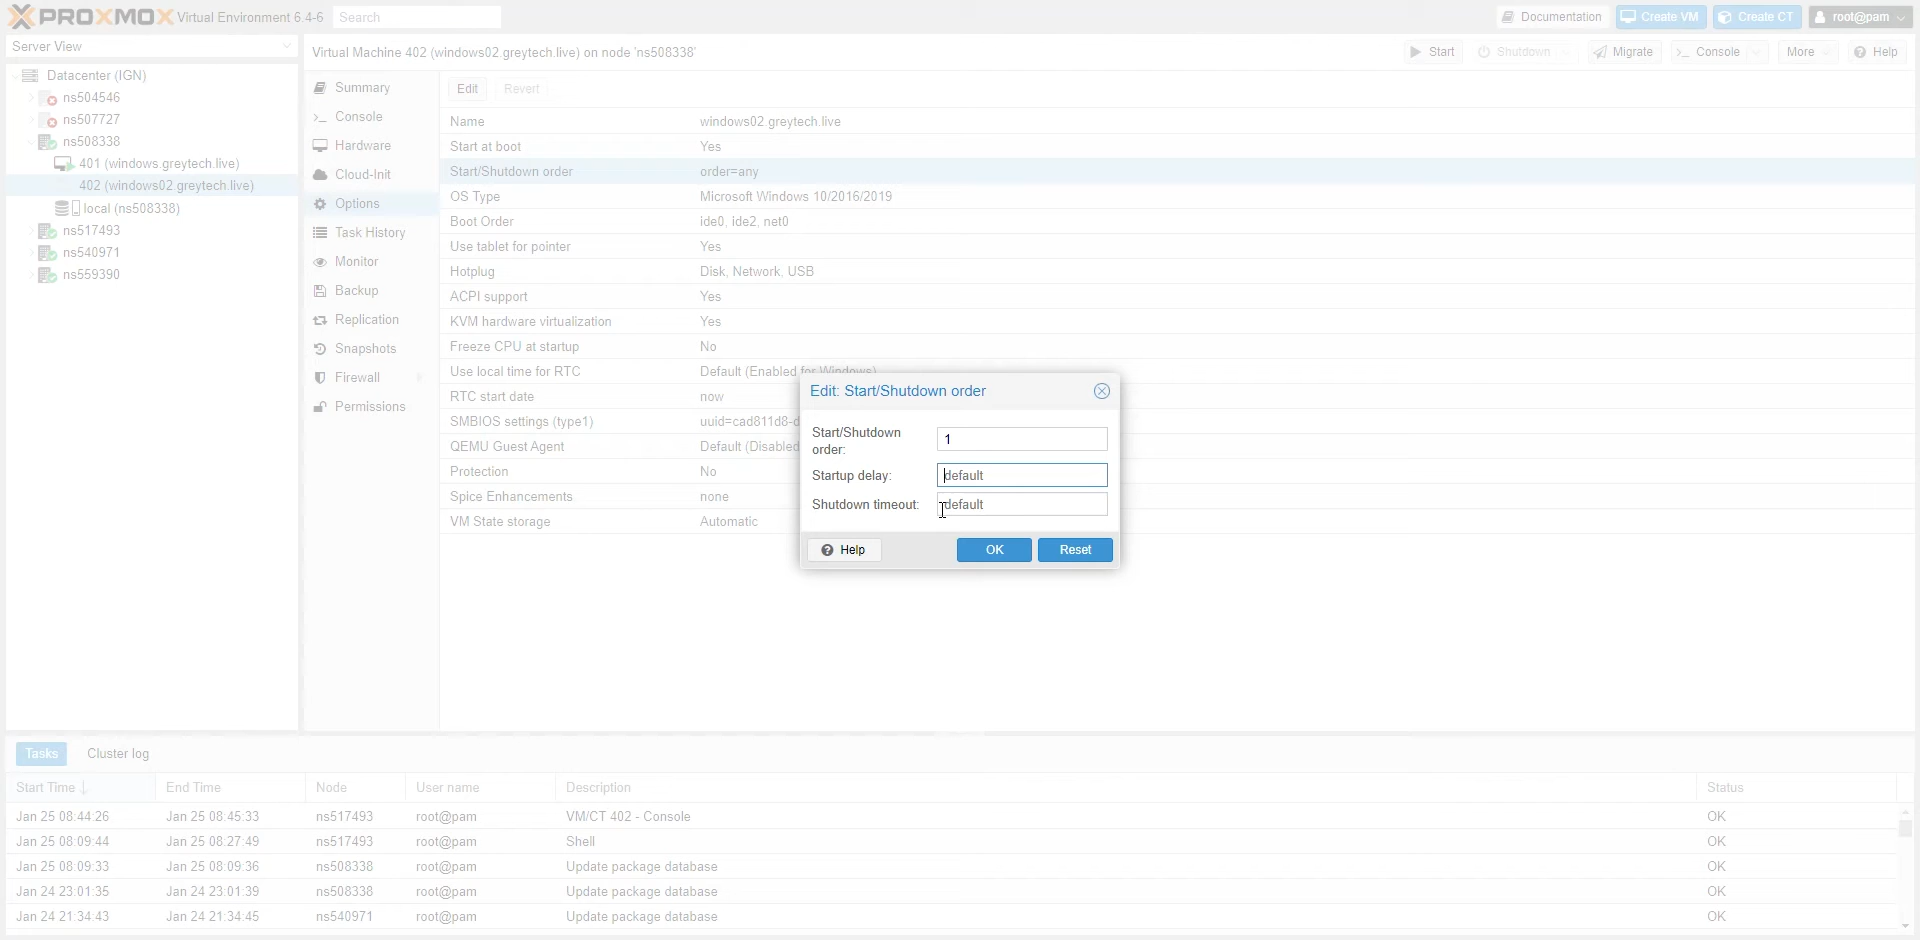 PROXMOX Virtual Environment 6.4-6 Search
Documentation Create VM Create CT root@pam
Server View
Virtual Machine 402 (windows02.greytech.live) on node 'ns508338'
Start Shutdown Migrate >_ Console More Help
Datacenter (IGN)
ns504546
ns507727
ns508338
401 (windows.greytech.live)
402 (windows02.greytech.live)
local (ns508338)
ns517493
ns540971
ns559390
Summary
>_ Console
Hardware
Cloud-Init
Options
Task History
Monitor
Backup
Replication
Snapshots
Firewall
Permissions
Edit Revert
Name windows02.greytech.live
Start at boot Yes
Start/Shutdown order order=any
OS Type Microsoft Windows 10/2016/2019
Boot Order ide0, ide2, net0
Use tablet for pointer Yes
Hotplug Disk, Network, USB
ACPI support Yes
KVM hardware virtualization Yes
Freeze CPU at startup No
Use local time for RTC Default (Enabled for Windows)
RTC start date now
SMBIOS settings (type1) uuid=cad811d8-d
QEMU Guest Agent Default (Disabled
Protection No
Spice Enhancements none
VM State storage Automatic
Edit: Start/Shutdown order
Start/Shutdown
order: 1
Startup delay: default
Shutdown timeout: default
Help OK Reset
Tasks Cluster log
Start Time End Time Node User name Description Status
Jan 25 08:44:26 Jan 25 08:45:33 ns517493 root@pam VM/CT 402 - Console OK
Jan 25 08:09:44 Jan 25 08:27:49 ns517493 root@pam Shell OK
Jan 25 08:09:33 Jan 25 08:09:36 ns508338 root@pam Update package database OK
Jan 24 23:01:35 Jan 24 23:01:39 ns508338 root@pam Update package database OK
Jan 24 21:34:43 Jan 24 21:34:45 ns540971 root@pam Update package database OK